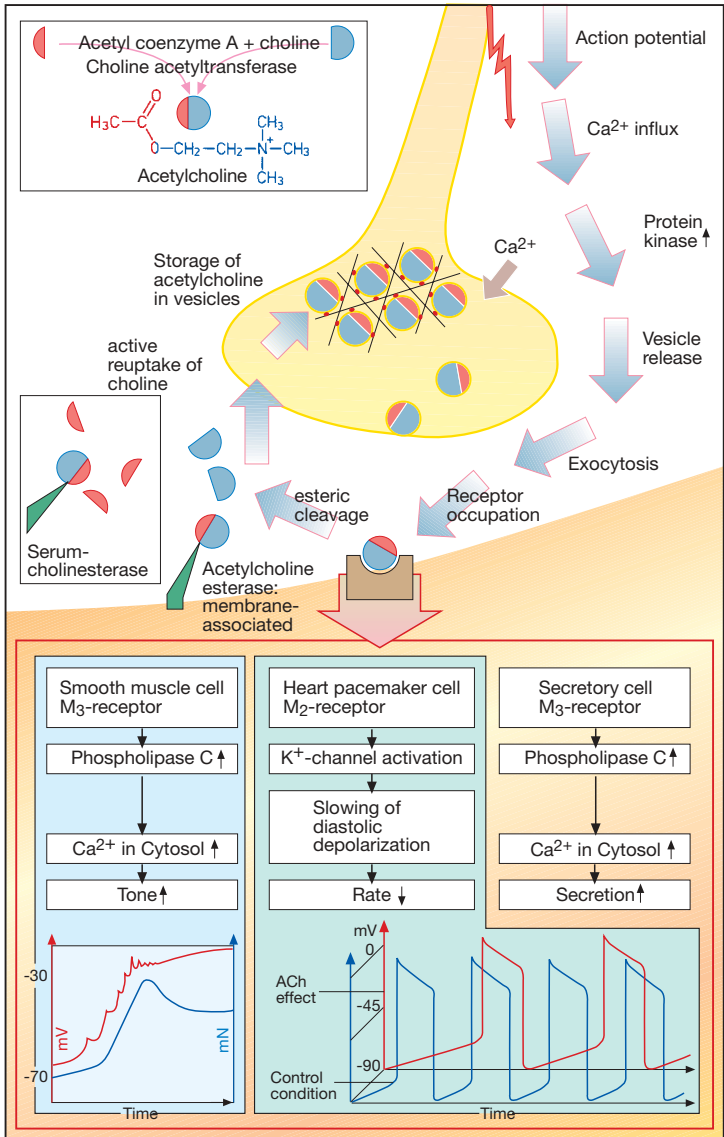 Acetyl coenzyme A + choline
Choline acetyltransferase
O
H₃C—C
O—CH₂—CH₂—N⁺—CH₃
CH₃
CH₃
Acetylcholine
Action potential
Ca²⁺ influx
Protein
kinase
Ca²⁺
Vesicle
release
Exocytosis
Receptor
occupation
esteric
cleavage
Storage of
acetylcholine
in vesicles
active
reuptake of
choline
Serum-
cholinesterase
Acetylcholine
esterase:
membrane-
associated
Smooth muscle cell
M₃-receptor
Phospholipase C
Ca²⁺ in Cytosol
Tone
Heart pacemaker cell
M₂-receptor
K⁺-channel activation
Slowing of
diastolic
depolarization
Rate
Secretory cell
M₃-receptor
Phospholipase C
Ca²⁺ in Cytosol
Secretion
-30
-70
mV
mN
Time
mV
0
ACh
effect
-45
-90
Control
condition
Time